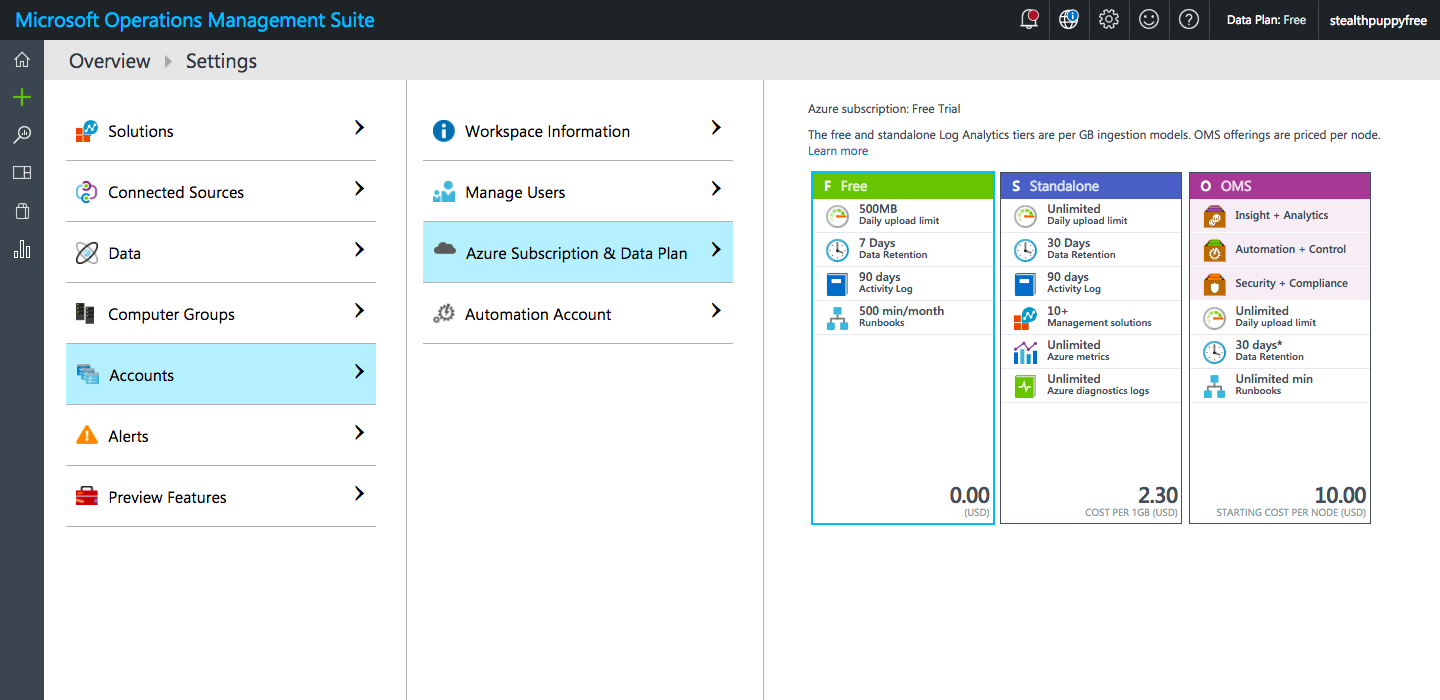 Microsoft Operations Management Suite
Data Plan: Free
stealthpuppyfree
Overview
Settings
Solutions
Connected Sources
Data
Computer Groups
Accounts
Alerts
Preview Features
Workspace Information
Manage Users
Azure Subscription & Data Plan
Automation Account
Azure subscription: Free Trial
The free and standalone Log Analytics tiers are per GB ingestion models. OMS offerings are priced per node.
Learn more
F Free
500MB
Daily upload limit
7 Days
Data Retention
90 days
Activity Log
500 min/month
Runbooks
0.00
(USD)
S Standalone
Unlimited
Daily upload limit
30 Days
Data Retention
90 days
Activity Log
10+
Management solutions
Unlimited
Azure metrics
Unlimited
Azure diagnostics logs
2.30
COST PER 1GB (USD)
O OMS
Insight + Analytics
Automation + Control
Security + Compliance
Unlimited
Daily upload limit
30 days*
Data Retention
Unlimited min
Runbooks
10.00
STARTING COST PER NODE (USD)